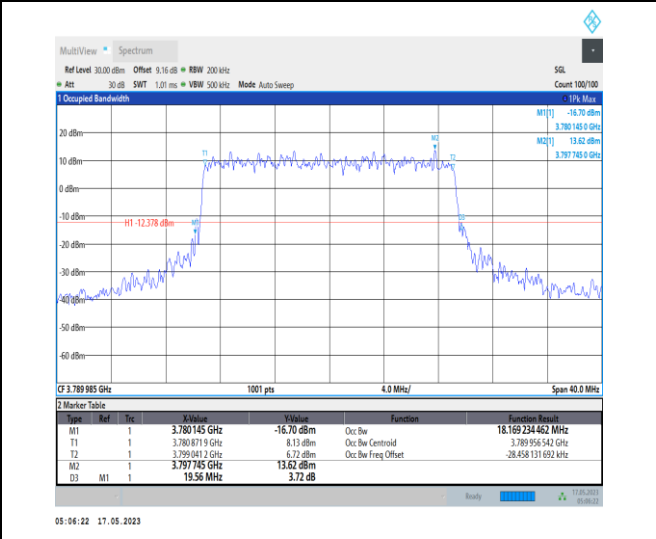 MultiView Spectrum
Ref Level 30.00 dBm Offset 9.16 dB RBW 200 kHz SGL
Att 30 dB SWT 1.01 ms VBW 500 kHz Mode Auto Sweep Count 100/100
1 Occupied Bandwidth 1Pk Max
M1[1] -16.70 dBm
3.780 145 0 GHz
M2[1] 13.62 dBm
3.797 745 0 GHz
20 dBm
M2
T1 T2
10 dBm
0 dBm
-10 dBm
D3
H1 -12.378 dBm M1
-20 dBm
-30 dBm
-40 dBm
-50 dBm
-60 dBm
CF 3.789 985 GHz 1001 pts 4.0 MHz/ Span 40.0 MHz
2 Marker Table
Type Ref Trc X-Value Y-Value Function Function Result
M1 1 3.780 145 GHz -16.70 dBm Occ Bw 18.169 234 462 MHz
T1 1 3.780 871 9 GHz 8.13 dBm Occ Bw Centroid 3.789 956 542 GHz
T2 1 3.799 041 2 GHz 6.72 dBm Occ Bw Freq Offset -28.458 131 692 kHz
M2 1 3.797 745 GHz 13.62 dBm
D3 M1 1 19.56 MHz 3.72 dB
Ready 17.05.2023
05:06:22
05:06:22 17.05.2023